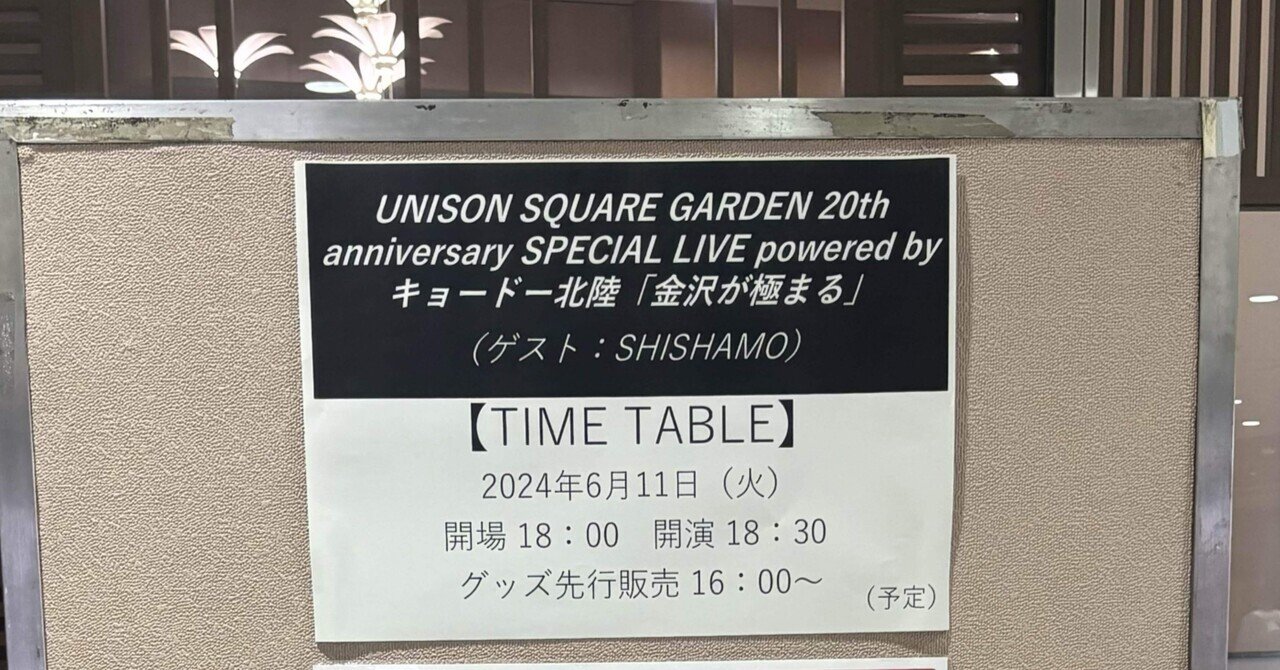 UNISON SQUARE GARDEN 20th
anniversary SPECIAL LIVE powered by
キョードー北陸「金沢が極まる」
（ゲスト：SHISHAMO）
【TIME TABLE】
2024年6月11日（火）
開場 18：00　開演 18：30
グッズ先行販売 16：00～
（予定）